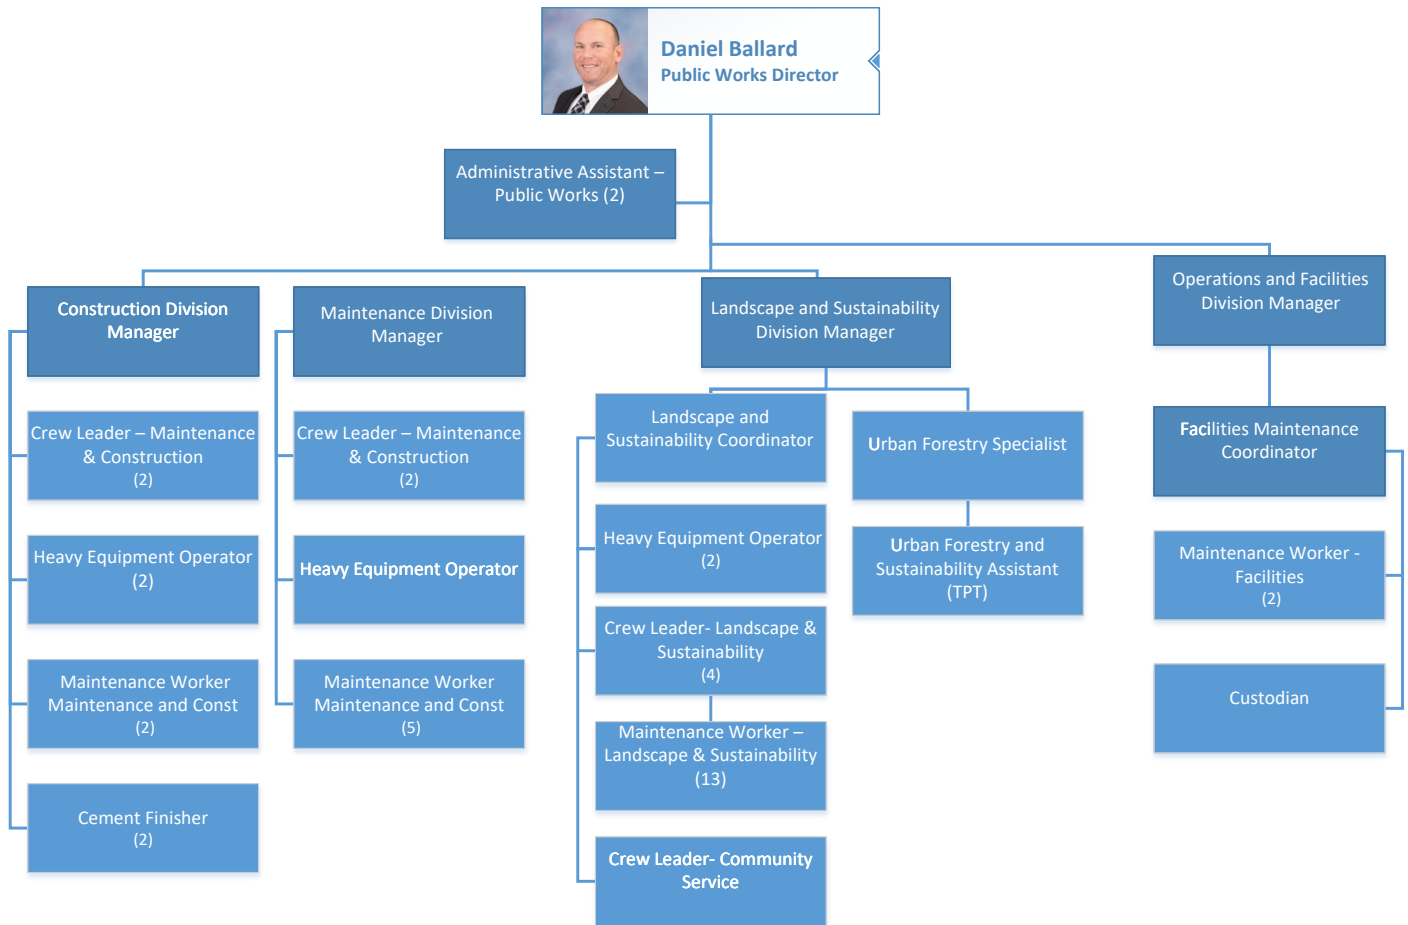 Daniel Ballard
Public Works Director
Administrative Assistant –
Public Works (2)
Construction Division
Manager
Crew Leader – Maintenance
& Construction
(2)
Heavy Equipment Operator
(2)
Maintenance Worker
Maintenance and Const
(2)
Cement Finisher
(2)
Maintenance Division
Manager
Crew Leader – Maintenance
& Construction
(2)
Heavy Equipment Operator
Maintenance Worker
Maintenance and Const
(5)
Landscape and Sustainability
Division Manager
Landscape and
Sustainability Coordinator
Heavy Equipment Operator
(2)
Crew Leader- Landscape &
Sustainability
(4)
Maintenance Worker –
Landscape & Sustainability
(13)
Crew Leader- Community
Service
Urban Forestry Specialist
Urban Forestry and
Sustainability Assistant
(TPT)
Operations and Facilities
Division Manager
Facilities Maintenance
Coordinator
Maintenance Worker -
Facilities
(2)
Custodian